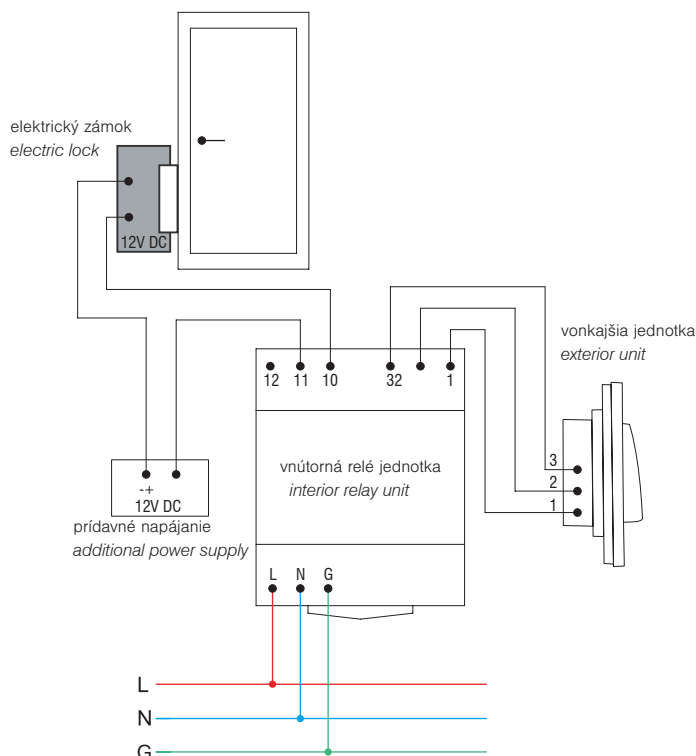 elektrický zámok
electric lock
12V DC
vonkajšia jednotka
exterior unit
12 11 10 32 1
vnútorná relé jednotka
interior relay unit
3
2
1
-+
12V DC
prídavné napájanie
additional power supply
L N G
L
N
G